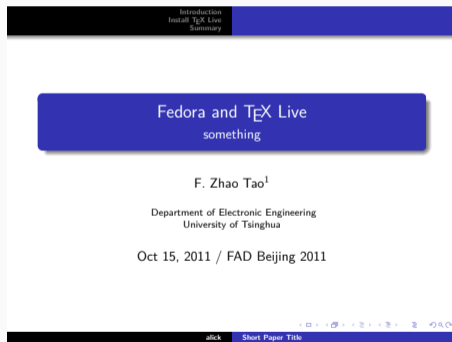 Introduction
Install TEX Live
Summary
Fedora and TEX Live
something
F. Zhao Tao1
Department of Electronic Engineering
University of Tsinghua
Oct 15, 2011 / FAD Beijing 2011
alick Short Paper Title